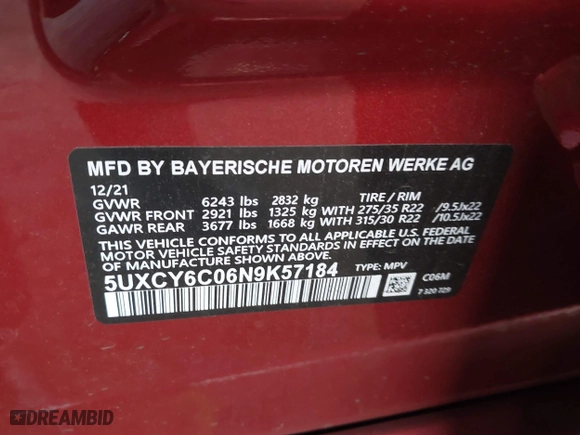 MFD BY BAYERISCHE MOTOREN WERKE AG
12/21
GVWR 6243 lbs 2832 kg TIRE / RIM
GVWR FRONT 2921 lbs 1325 kg WITH 275/35 R22 /9.5Jx22
GAWR REAR 3677 lbs 1668 kg WITH 315/30 R22 /10.5Jx22
THIS VEHICLE CONFORMS TO ALL APPLICABLE U.S. FEDERAL
MOTOR VEHICLE SAFETY STANDARDS IN EFFECT ON THE
DATE OF MANUFACTURE SHOWN ABOVE.
5UXCY6C06N9K57184 TYPE: MPV C06M
7 320 729
DREAMBID